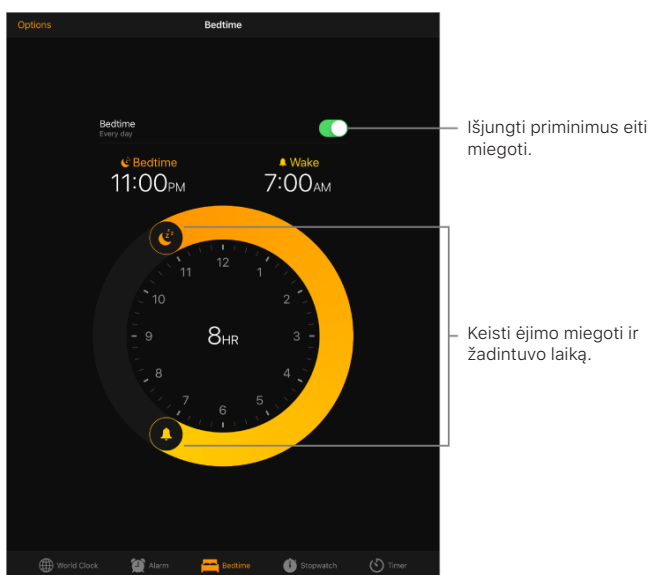 Options Bedtime
Bedtime
Every day
Išjungti priminimus eiti
miegoti.
Bedtime Wake
11:00PM 7:00AM
12
11 1
10 2
9 8HR 3
8 4
7 5
6
Keisti ėjimo miegoti ir
žadintuvo laiką.
World Clock Alarm Bedtime Stopwatch Timer